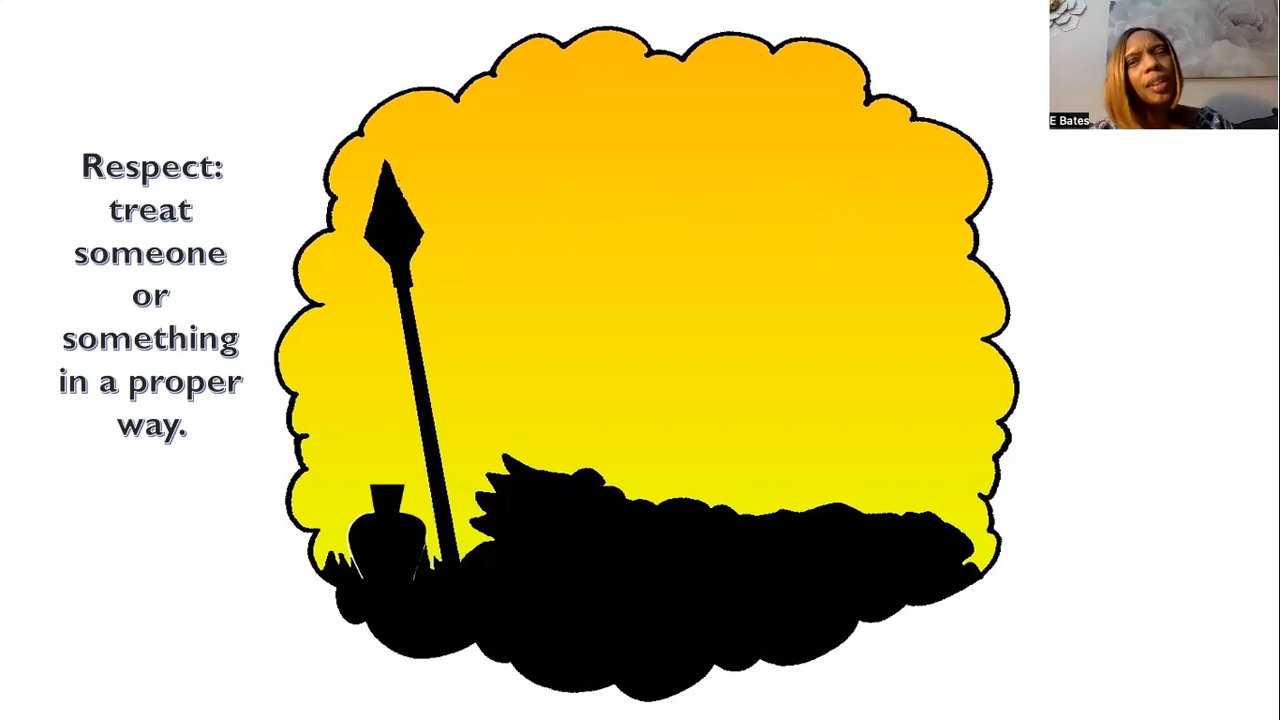 Respect:
treat
someone
or
something
in a proper
way.
E Bates